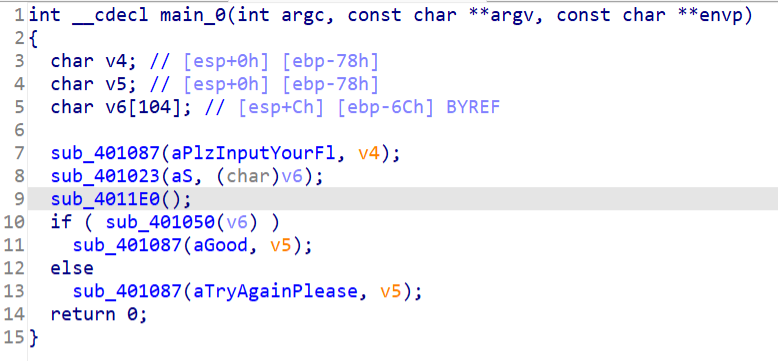 1 int __cdecl main_0(int argc, const char **argv, const char **envp)
2 {
3   char v4; // [esp+0h] [ebp-78h]
4   char v5; // [esp+0h] [ebp-78h]
5   char v6[104]; // [esp+Ch] [ebp-6Ch] BYREF
6
7   sub_401087(aPlzInputYourFl, v4);
8   sub_401023(aS, (char)v6);
9   sub_4011E0();
10   if ( sub_401050(v6) )
11     sub_401087(aGood, v5);
12   else
13     sub_401087(aTryAgainPlease, v5);
14   return 0;
15 }